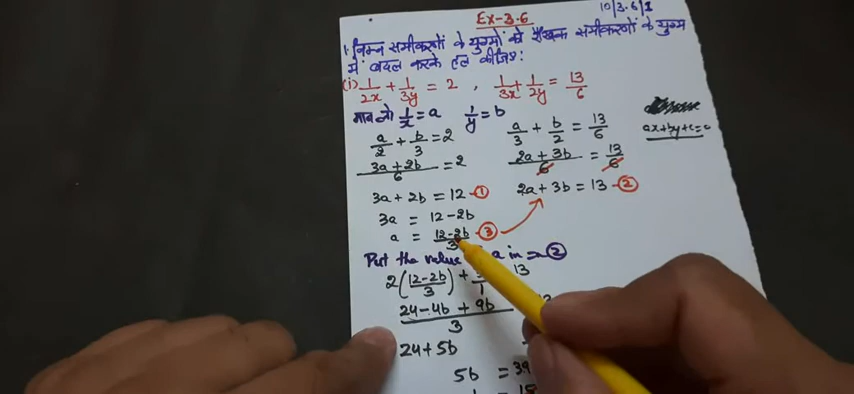 10/3.6/1
Ex-3.6
1. निम्न समीकरणों के युग्मों को रैखिक समीकरणों के युग्म
में बदल करके हल कीजिए:
(i) 1/2x + 1/3y = 2 , 1/3x + 1/2y = 13/6
मान लो 1/x = a 1/y = b
a/2 + b/3 = 2 a/3 + b/2 = 13/6
ax+by+c=0
3a+2b/6 = 2 2a+3b/6 = 13/6
3a+2b = 12 -① 2a+3b = 13 -②
3a = 12-2b
a = 12-2b/3 -③
Put the value a in ②
2(12-2b/3) + /1 13
24-4b+9b/3
24+5b
5b = 39